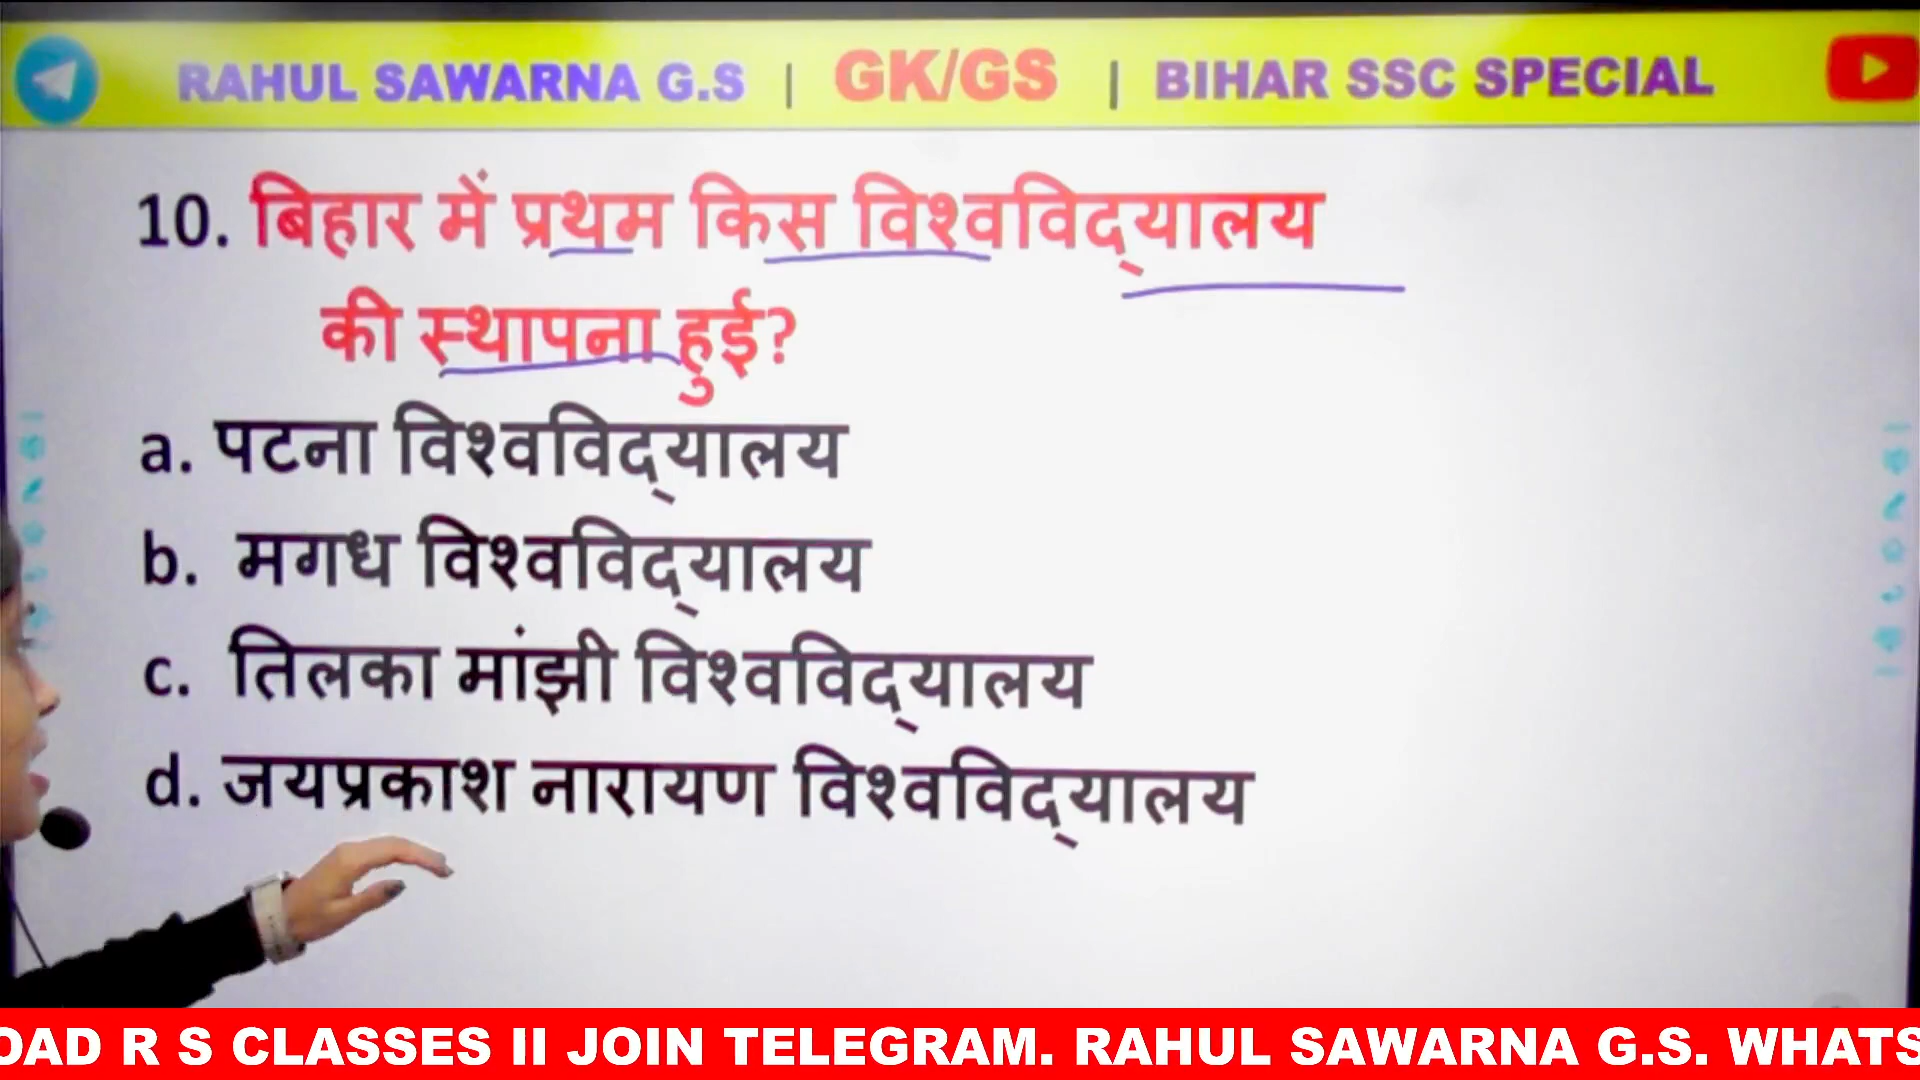 RAHUL SAWARNA G.S | GK/GS | BIHAR SSC SPECIAL
10. बिहार में प्रथम किस विश्वविद्यालय
की स्थापना हुई?
a. पटना विश्वविद्यालय
b. मगध विश्वविद्यालय
c. तिलका मांझी विश्वविद्यालय
d. जयप्रकाश नारायण विश्वविद्यालय
OAD R S CLASSES II JOIN TELEGRAM. RAHUL SAWARNA G.S. WHATS